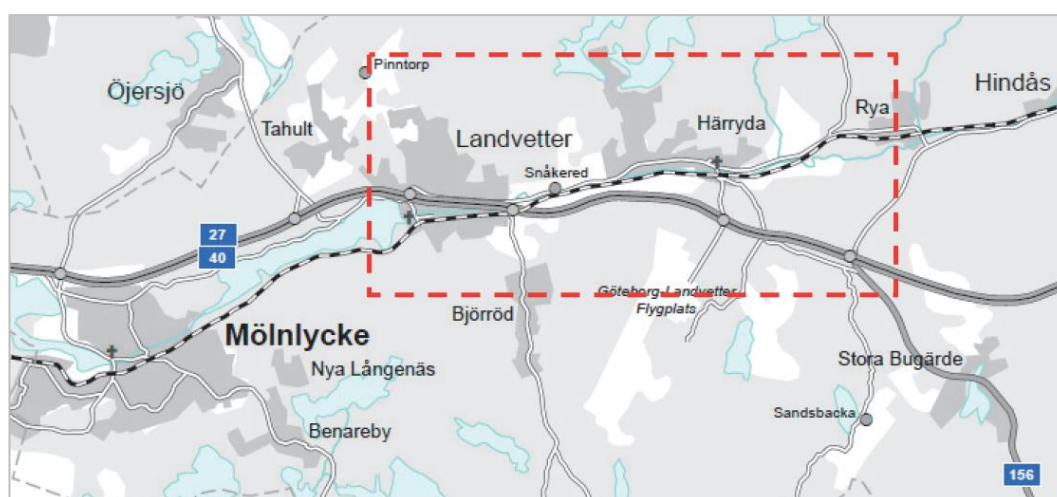 Pinntorp
Öjersjö
Hindås
Rya
Tahult
Landvetter
Härryda
Snåkered
27
40
Göteborg-Landvetter
Flygplats
Björröd
Mölnlycke
Stora Bugärde
Nya Långenäs
Sandsbacka
Benareby
156